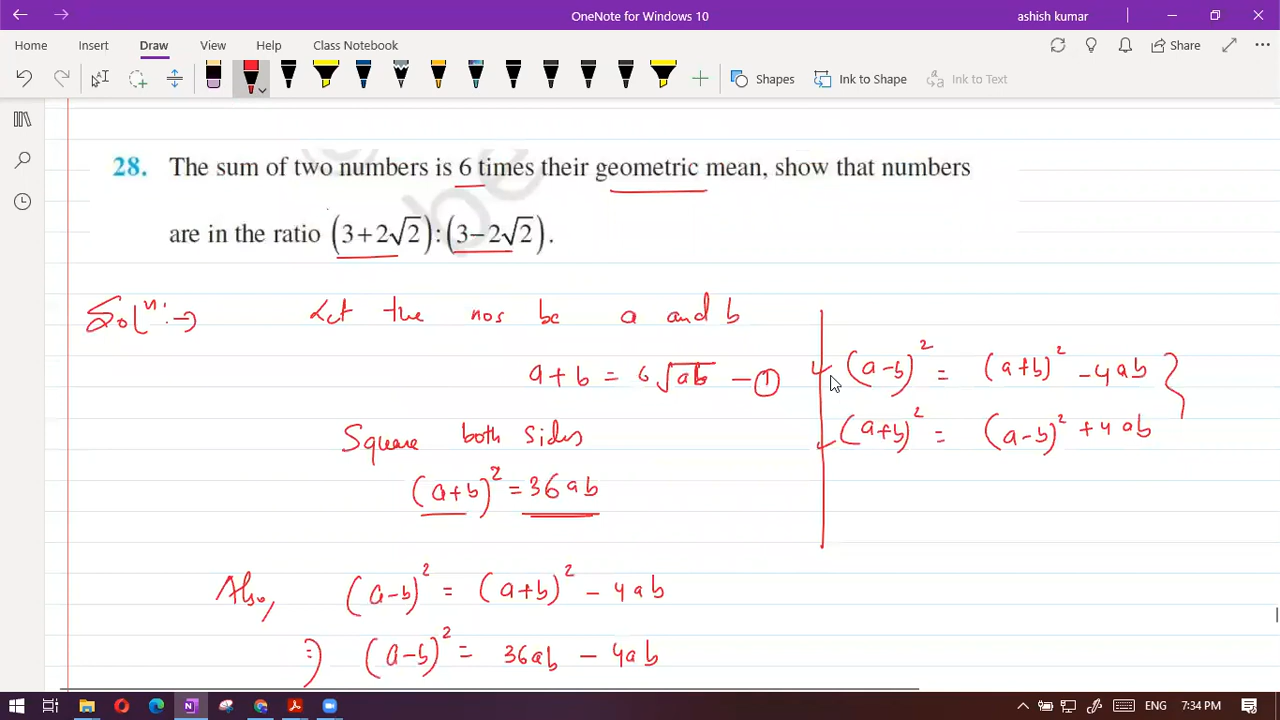 OneNote for Windows 10
ashish kumar
Home Insert Draw View Help Class Notebook
Share
Shapes Ink to Shape Ink to Text
28. The sum of two numbers is 6 times their geometric mean, show that numbers
are in the ratio (3+2√2):(3−2√2).
Solⁿ:→ Let the nos be a and b
a+b = 6√ab —①
Square both sides
(a+b)² = 36ab
(a-b)² = (a+b)² - 4ab
(a+b)² = (a-b)² + 4ab
Also, (a-b)² = (a+b)² - 4ab
⇒ (a-b)² = 36ab - 4ab
ENG 7:34 PM